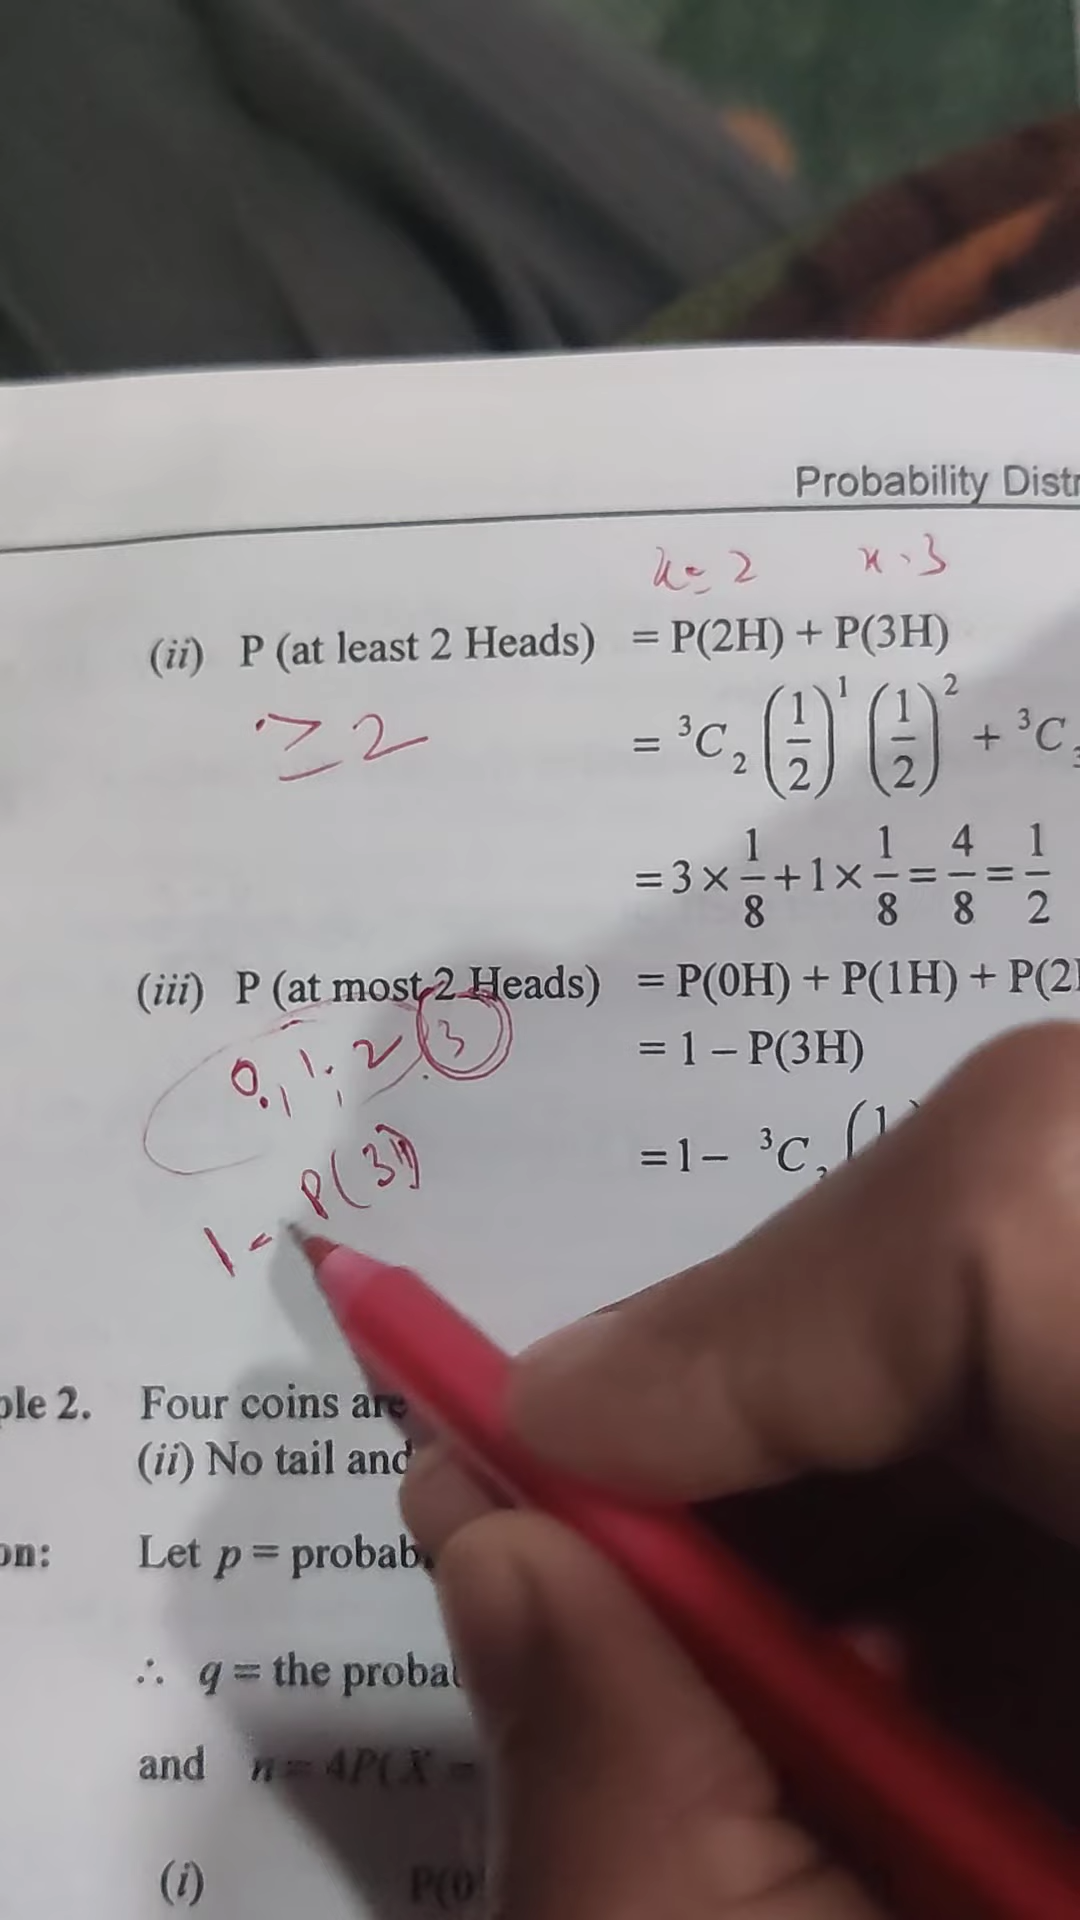 Probability Distr
x = 2 x = 3
(ii) P (at least 2 Heads) = P(2H) + P(3H)
≥ 2
= ³C₂ (1/2)¹ (1/2)² + ³C
= 3 × 1/8 + 1 × 1/8 = 4/8 = 1/2
(iii) P (at most 2 Heads) = P(0H) + P(1H) + P(2
0, 1, 2 3
= 1 – P(3H)
= 1 – ³C
P(3H)
1 -
ple 2. Four coins are
(ii) No tail and
on: Let p = probab
∴ q = the proba
and n = 4P(X =
(i) P(0